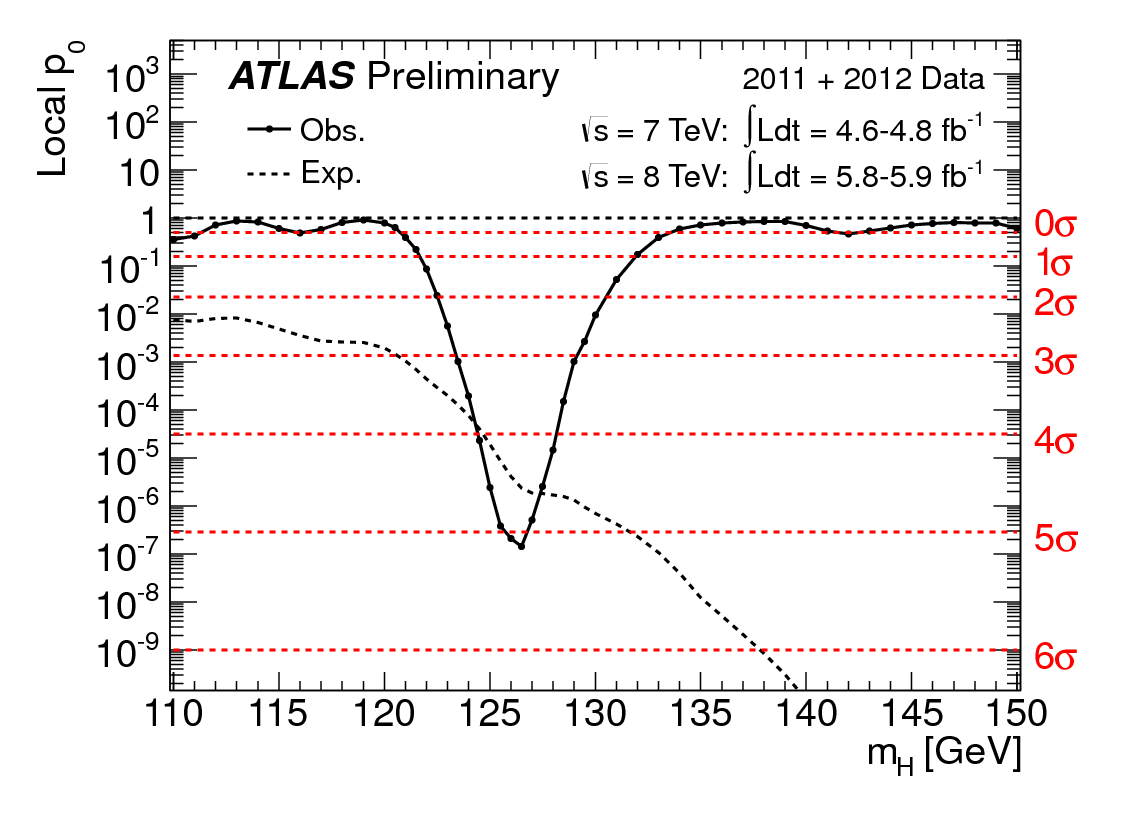 Local p0
10³
10²
10
1
10⁻¹
10⁻²
10⁻³
10⁻⁴
10⁻⁵
10⁻⁶
10⁻⁷
10⁻⁸
10⁻⁹
ATLAS Preliminary
2011 + 2012 Data
Obs.
√s = 7 TeV: ∫Ldt = 4.6-4.8 fb⁻¹
Exp.
√s = 8 TeV: ∫Ldt = 5.8-5.9 fb⁻¹
0σ
1σ
2σ
3σ
4σ
5σ
6σ
110 115 120 125 130 135 140 145 150
mH [GeV]